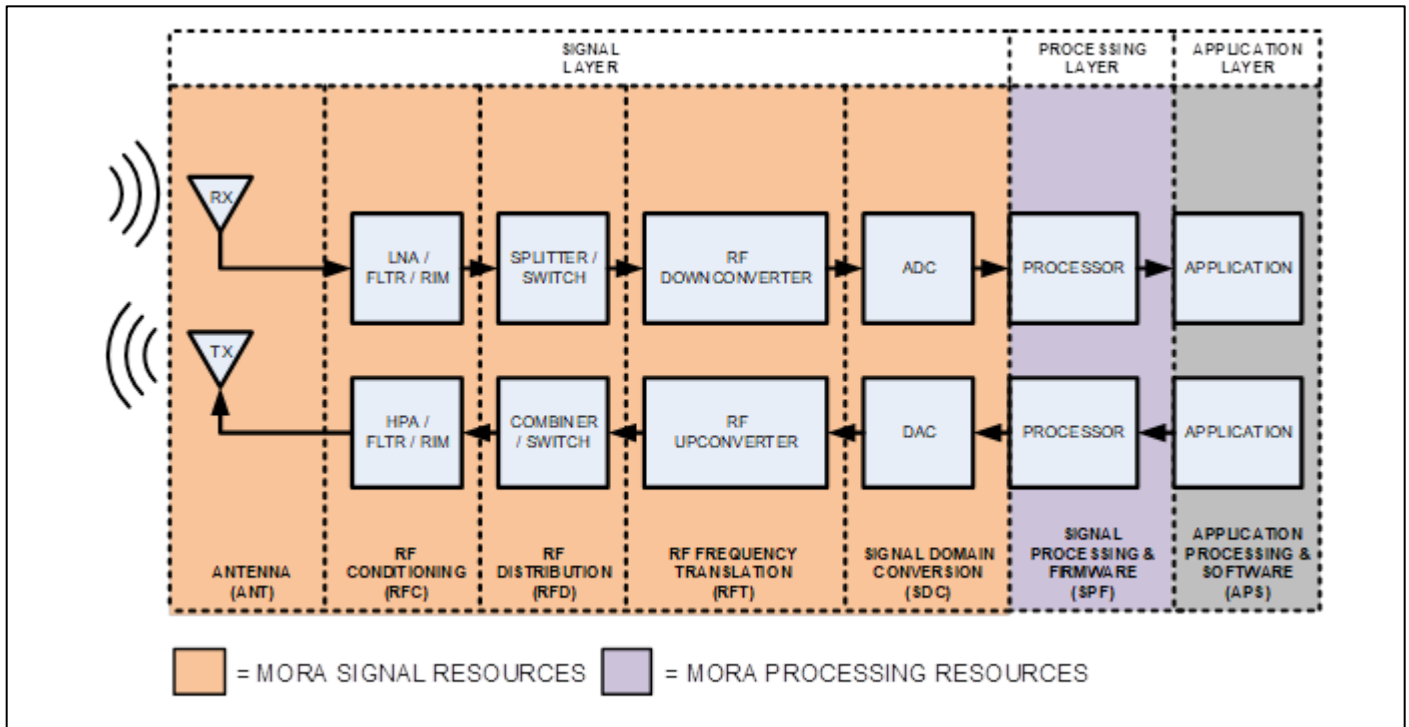 SIGNAL
LAYER
PROCESSING
LAYER
APPLICATION
LAYER
RX
LNA /
FLTR / RIM
SPLITTER /
SWITCH
RF
DOWNCONVERTER
ADC
PROCESSOR
APPLICATION
TX
HPA /
FLTR / RIM
COMBINER
/ SWITCH
RF
UPCONVERTER
DAC
PROCESSOR
APPLICATION
ANTENNA
(ANT)
RF
CONDITIONING
(RFC)
RF
DISTRIBUTION
(RFD)
RF FREQUENCY
TRANSLATION
(RFT)
SIGNAL DOMAIN
CONVERSION
(SDC)
SIGNAL
PROCESSING &
FIRMWARE
(SPF)
APPLICATION
PROCESSING &
SOFTWARE
(APS)
= MORA SIGNAL RESOURCES
= MORA PROCESSING RESOURCES